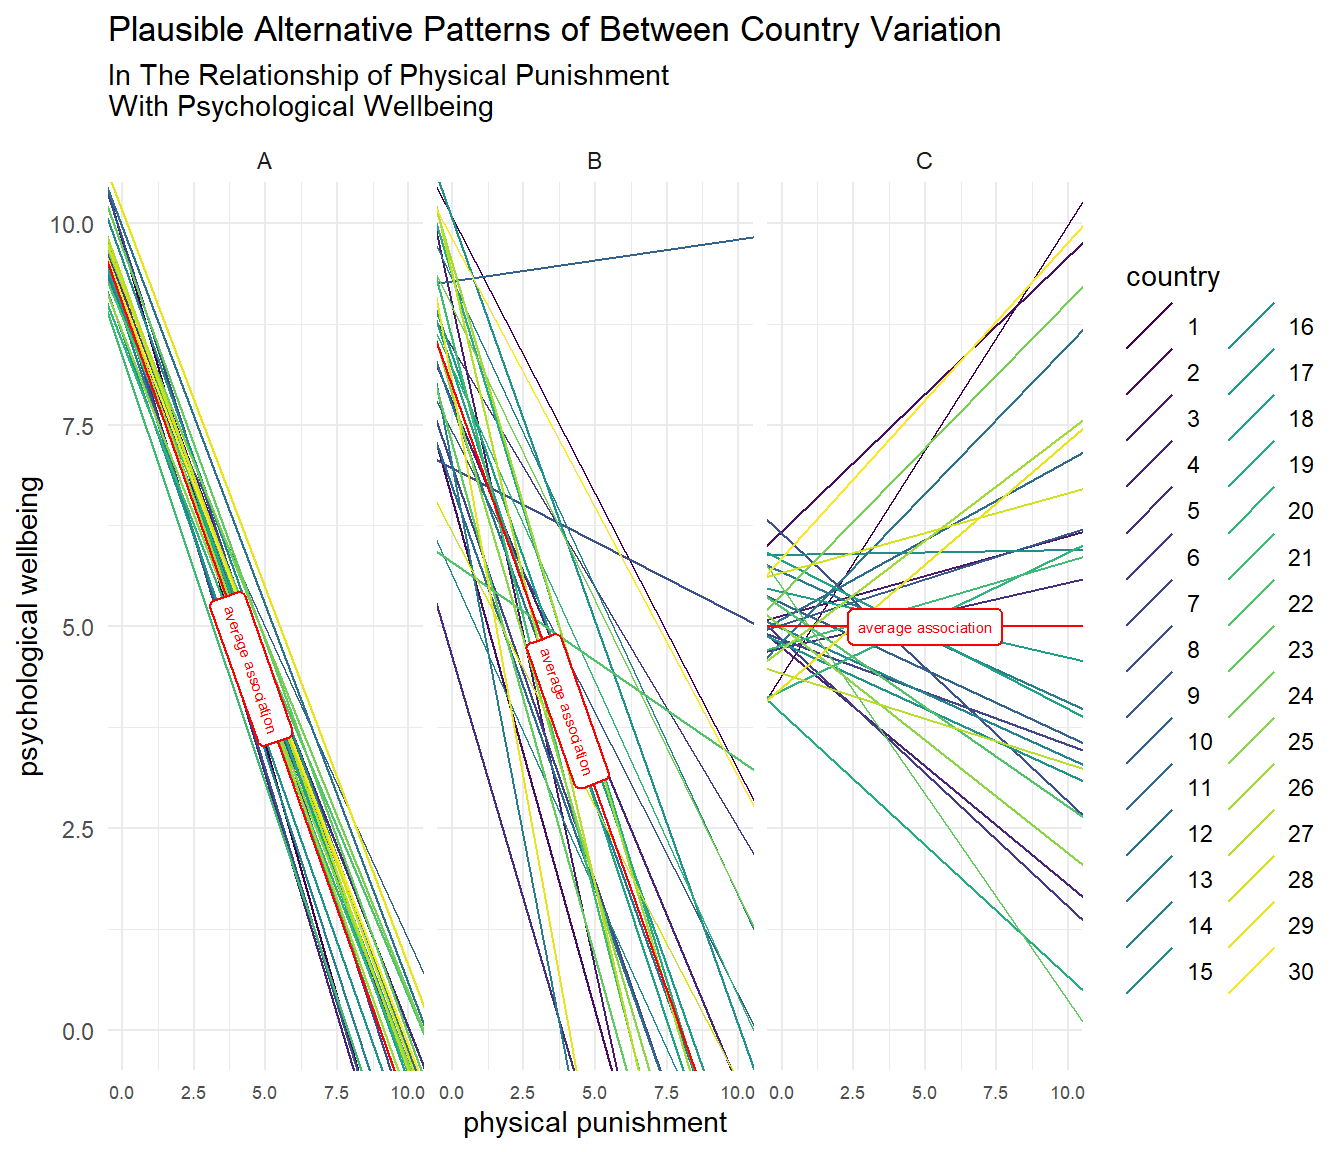 Plausible Alternative Patterns of Between Country Variation
In The Relationship of Physical Punishment
With Psychological Wellbeing
A
B
C
10.0
7.5
5.0
2.5
0.0
psychological wellbeing
average association
average association
average association
0.0 2.5 5.0 7.5 10.0
0.0 2.5 5.0 7.5 10.0
0.0 2.5 5.0 7.5 10.0
physical punishment
country
1 16
2 17
3 18
4 19
5 20
6 21
7 22
8 23
9 24
10 25
11 26
12 27
13 28
14 29
15 30